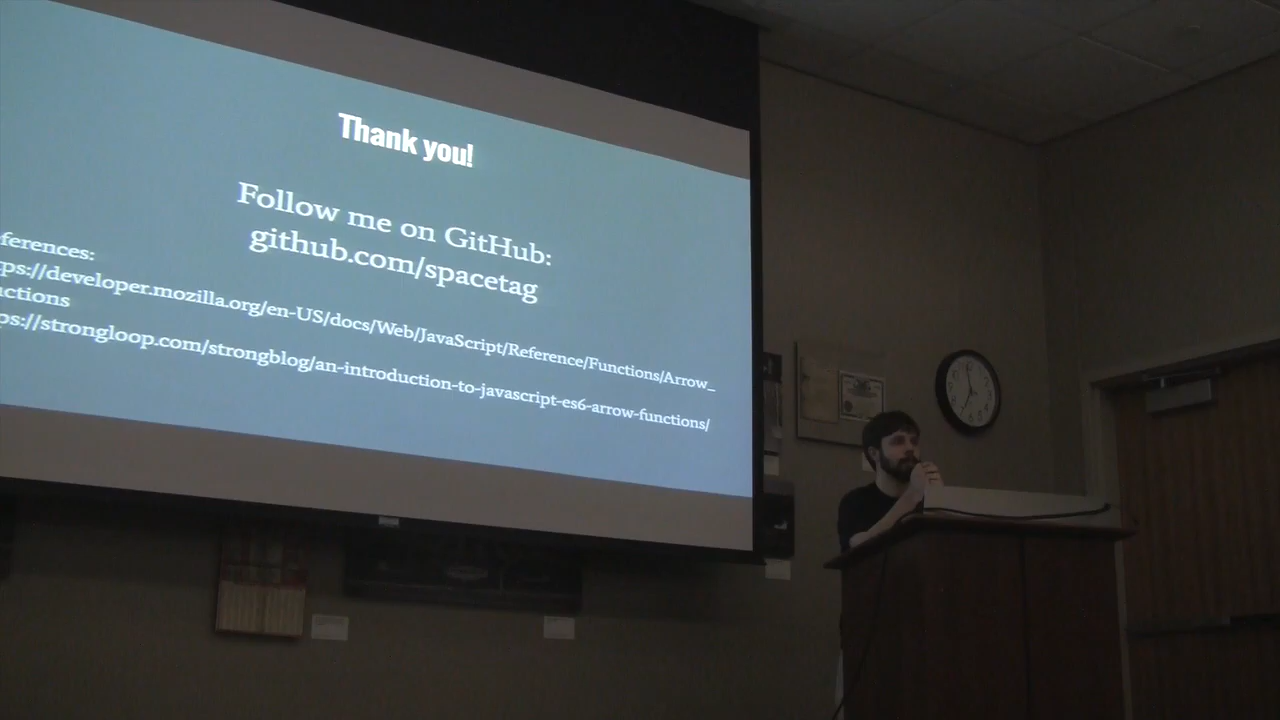 Thank you!
Follow me on GitHub:
github.com/spacetag
ferences:
ps://developer.mozilla.org/en-US/docs/Web/JavaScript/Reference/Functions/Arrow_
ctions
ps://strongloop.com/strongblog/an-introduction-to-javascript-es6-arrow-functions/